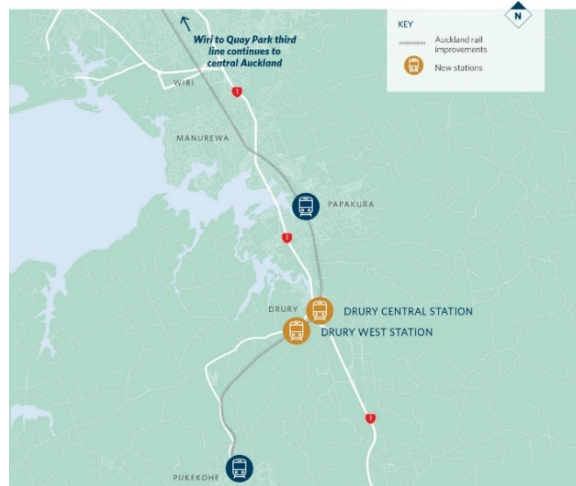 N
KEY
Auckland rail
improvements
New stations
Wiri to Quay Park third
line continues to
central Auckland
WIRI
1
MANUREWA
PAPAKURA
1
DRURY
DRURY CENTRAL STATION
DRURY WEST STATION
1
PUKEKOHE